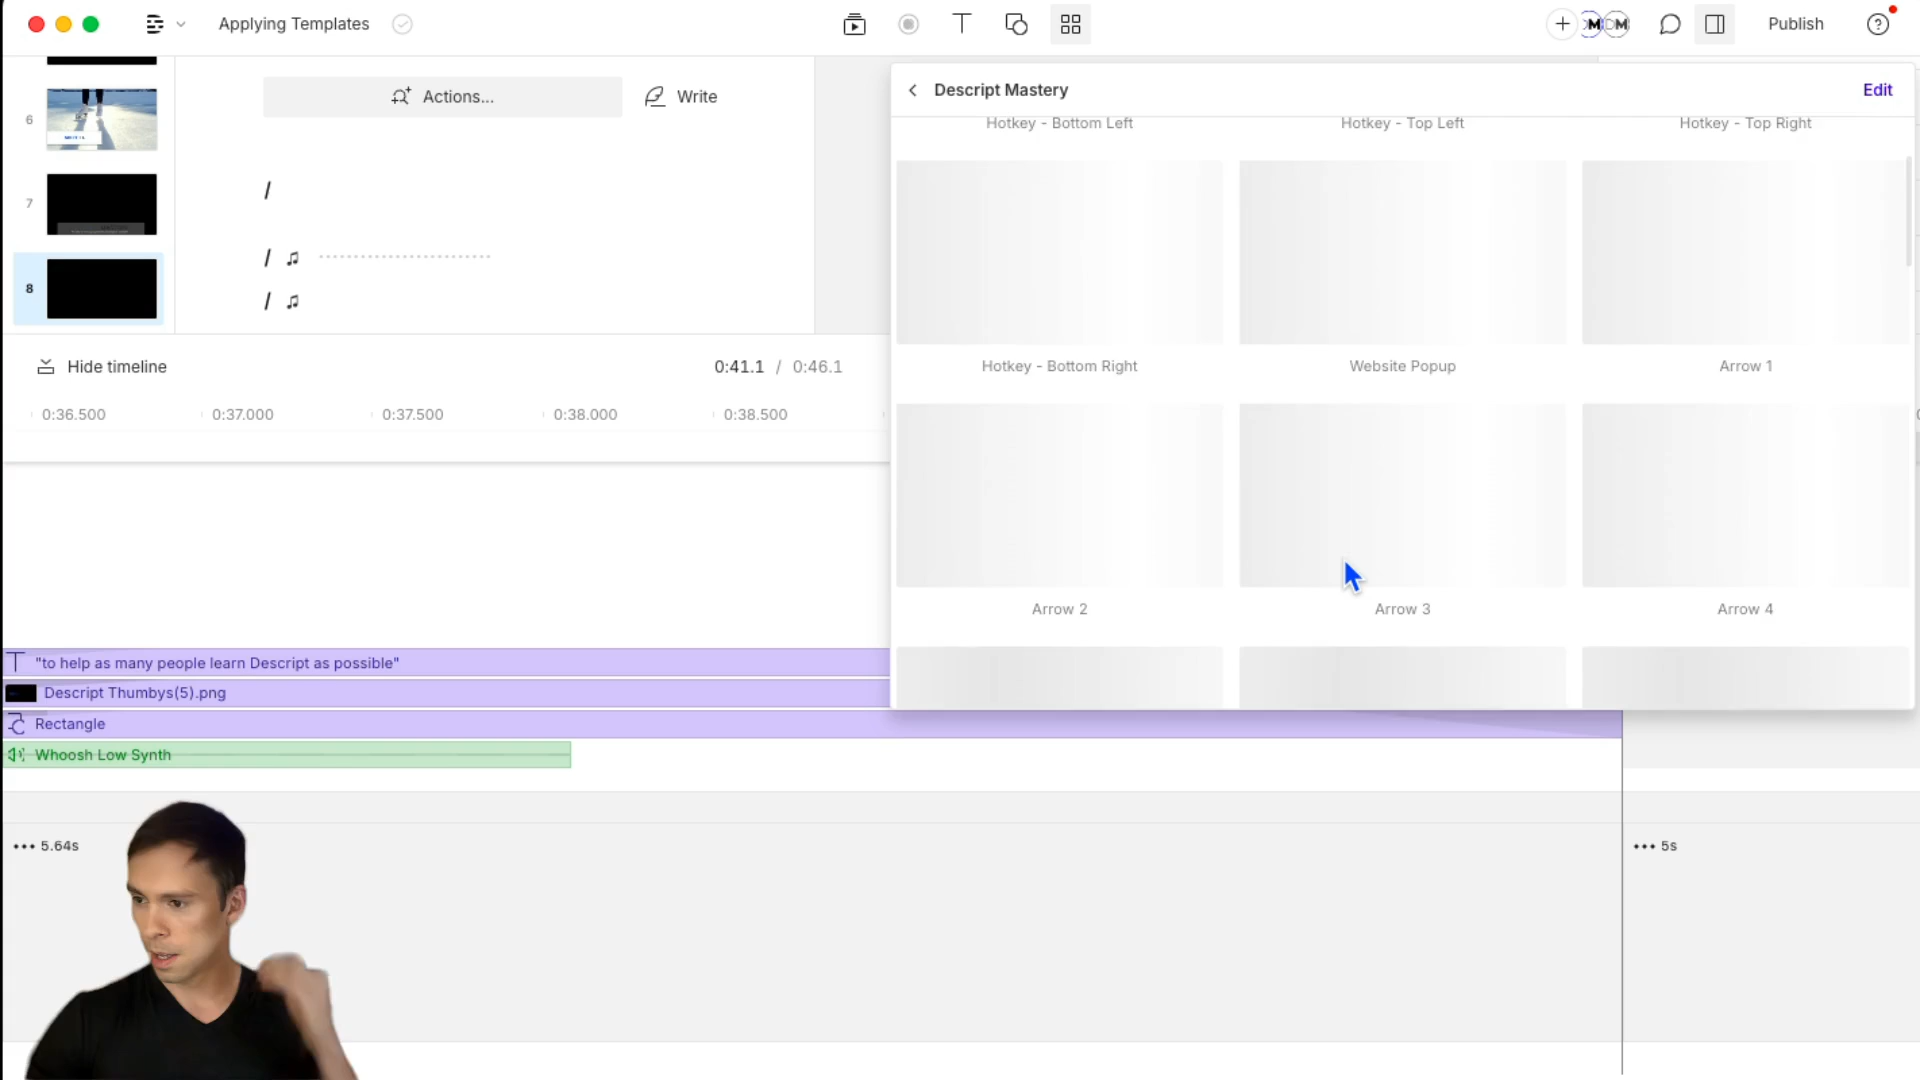 Applying Templates
M
M
Publish
6
Actions...
Write
7
8
Descript Mastery
Edit
Hotkey - Bottom Left
Hotkey - Top Left
Hotkey - Top Right
Hotkey - Bottom Right
Website Popup
Arrow 1
Arrow 2
Arrow 3
Arrow 4
Hide timeline
0:41.1 / 0:46.1
0:36.500
0:37.000
0:37.500
0:38.000
0:38.500
"to help as many people learn Descript as possible"
Descript Thumbys(5).png
Rectangle
Whoosh Low Synth
5.64s
5s